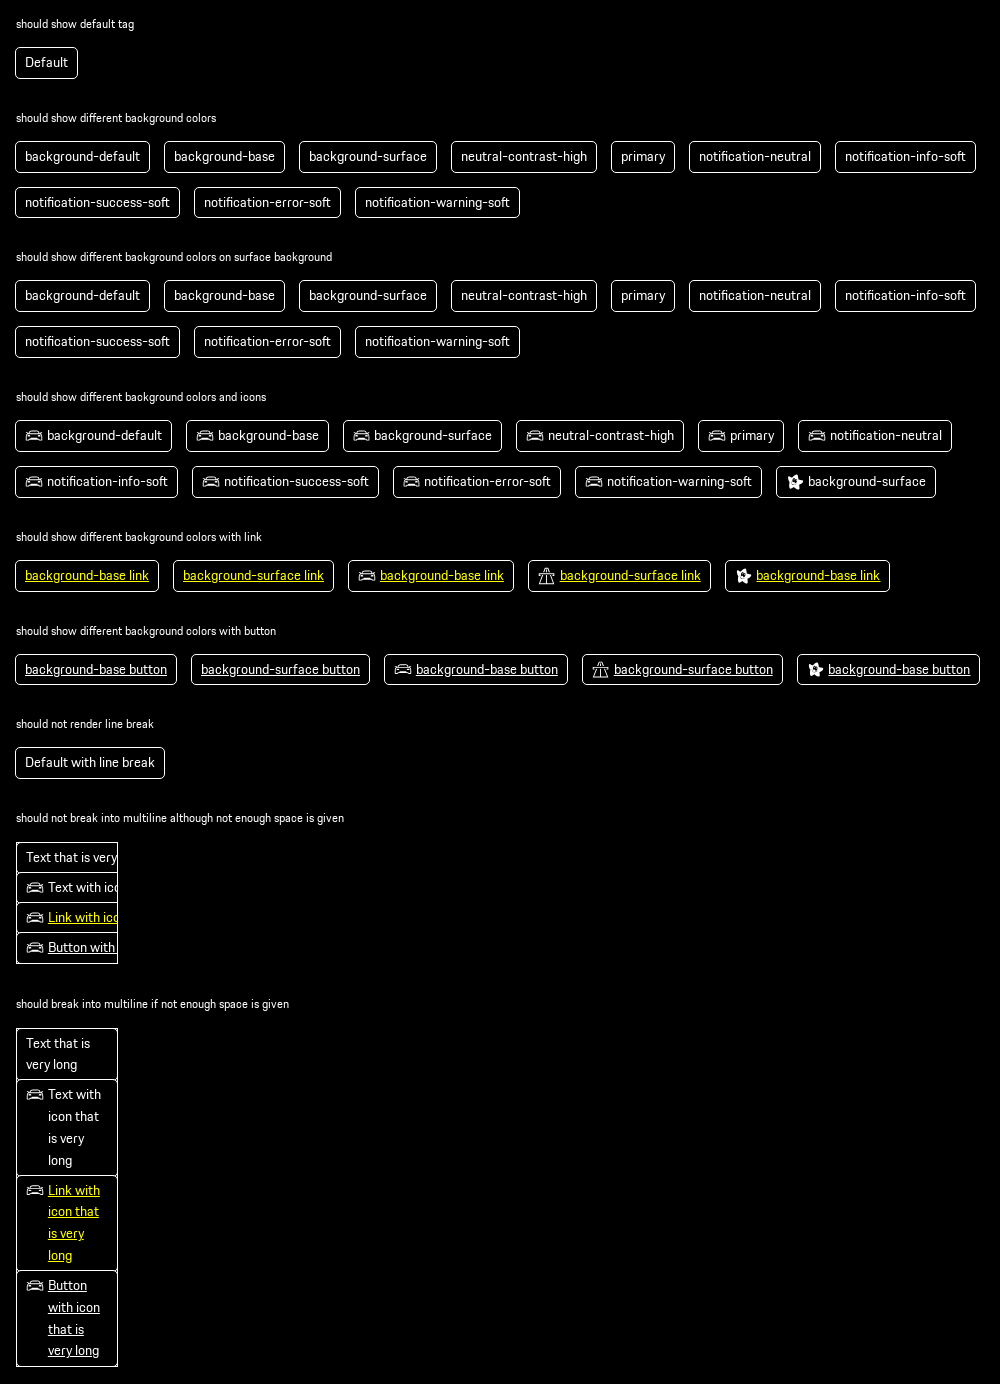 should show default tag
Default
should show different background colors
background-default background-base background-surface neutral-contrast-high primary notification-neutral notification-info-soft
notification-success-soft notification-error-soft notification-warning-soft
should show different background colors on surface background
background-default background-base background-surface neutral-contrast-high primary notification-neutral notification-info-soft
notification-success-soft notification-error-soft notification-warning-soft
should show different background colors and icons
background-default background-base background-surface neutral-contrast-high primary notification-neutral
notification-info-soft notification-success-soft notification-error-soft notification-warning-soft background-surface
should show different background colors with link
background-base link background-surface link background-base link background-surface link background-base link
should show different background colors with button
background-base button background-surface button background-base button background-surface button background-base button
should not render line break
Default with line break
should not break into multiline although not enough space is given
Text that is very
Text with ico
Link with ico
Button with
should break into multiline if not enough space is given
Text that is
very long
Text with
icon that
is very
long
Link with
icon that
is very
long
Button
with icon
that is
very long